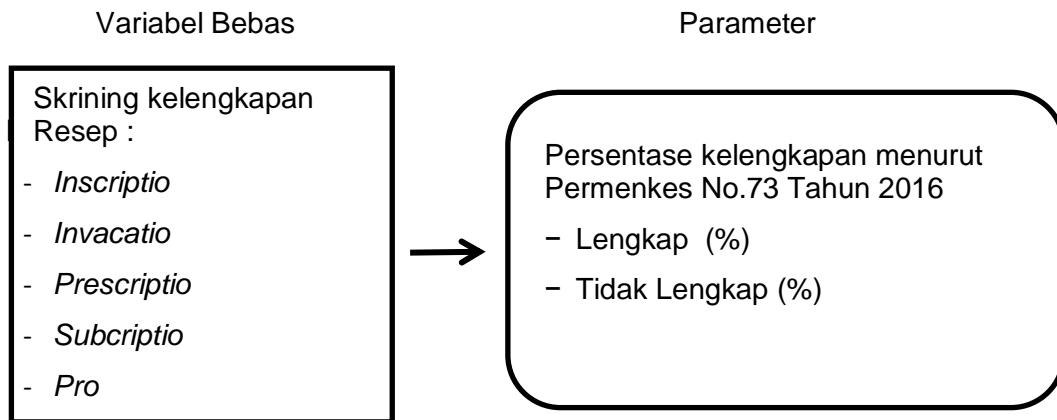 Variabel Bebas
Parameter
Skrining kelengkapan
Resep :
- Inscriptio
- Invacatio
- Prescriptio
- Subcriptio
- Pro
Persentase kelengkapan menurut
Permenkes No.73 Tahun 2016
− Lengkap (%)
− Tidak Lengkap (%)